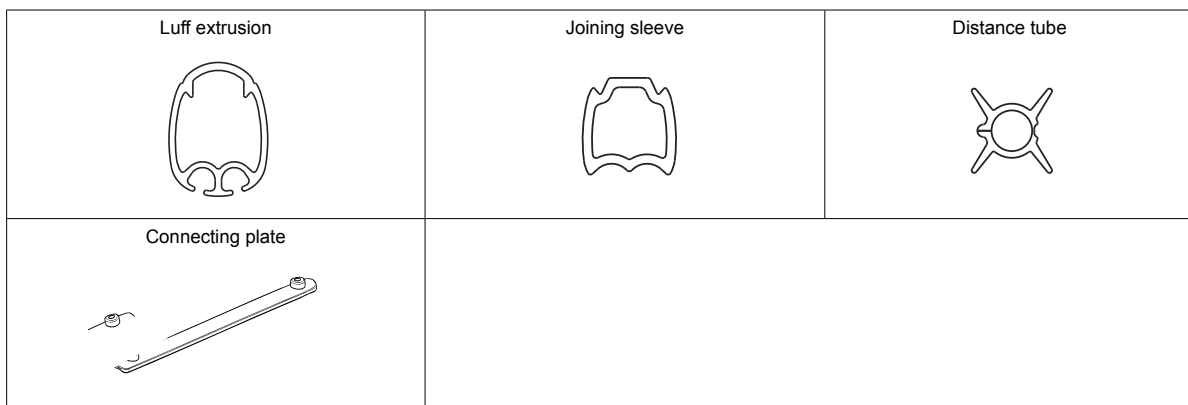 Luff extrusion
Joining sleeve
Distance tube
Connecting plate